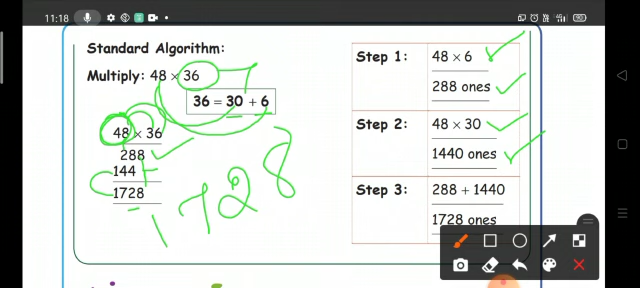 11:18
Standard Algorithm:
Multiply: 48 × 36
36 = 30 + 6
48 × 36
288
144
1728
1728
Step 1:
48 × 6
288 ones
Step 2:
48 × 30
1440 ones
Step 3:
288 + 1440
1728 ones